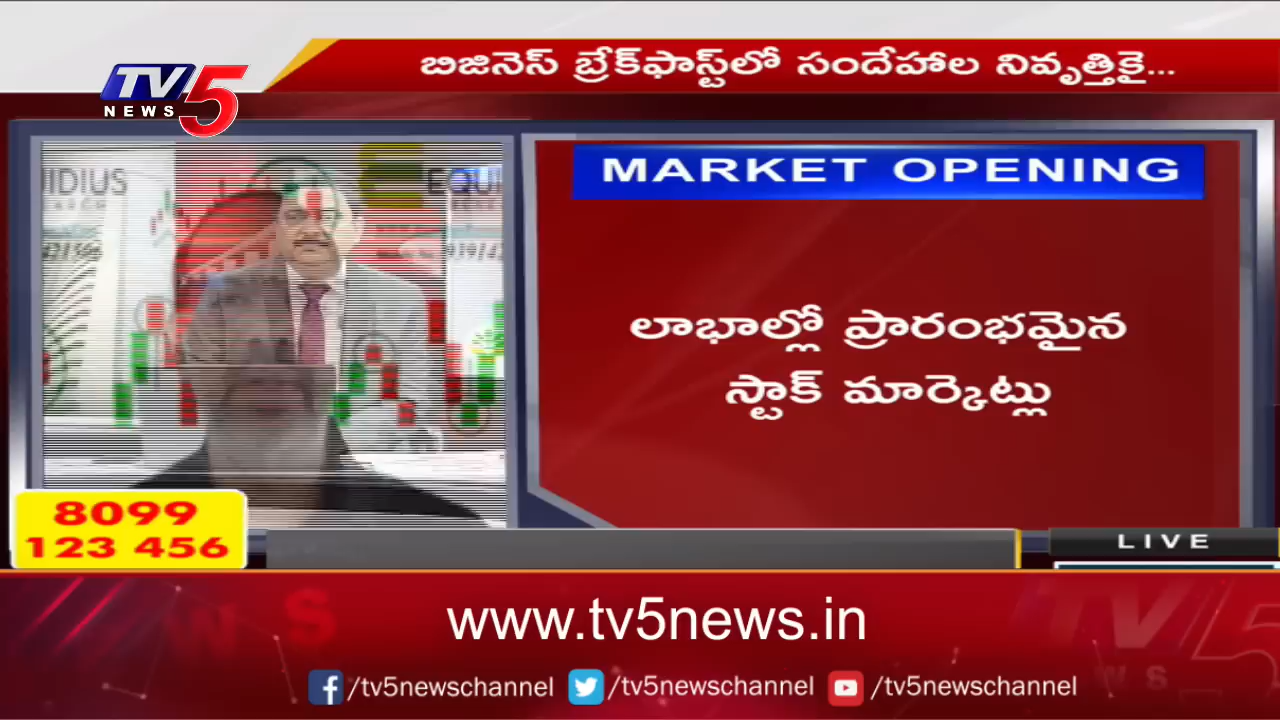 బిజినెస్ బ్రేక్‌ఫాస్ట్‌లో సందేహాల నివృత్తికై...
TV5
NEWS
MARKET OPENING
లాభాల్లో ప్రారంభమైన
స్టాక్ మార్కెట్లు
8099
123 456
LIVE
www.tv5news.in
/tv5newschannel /tv5newschannel /tv5newschannel